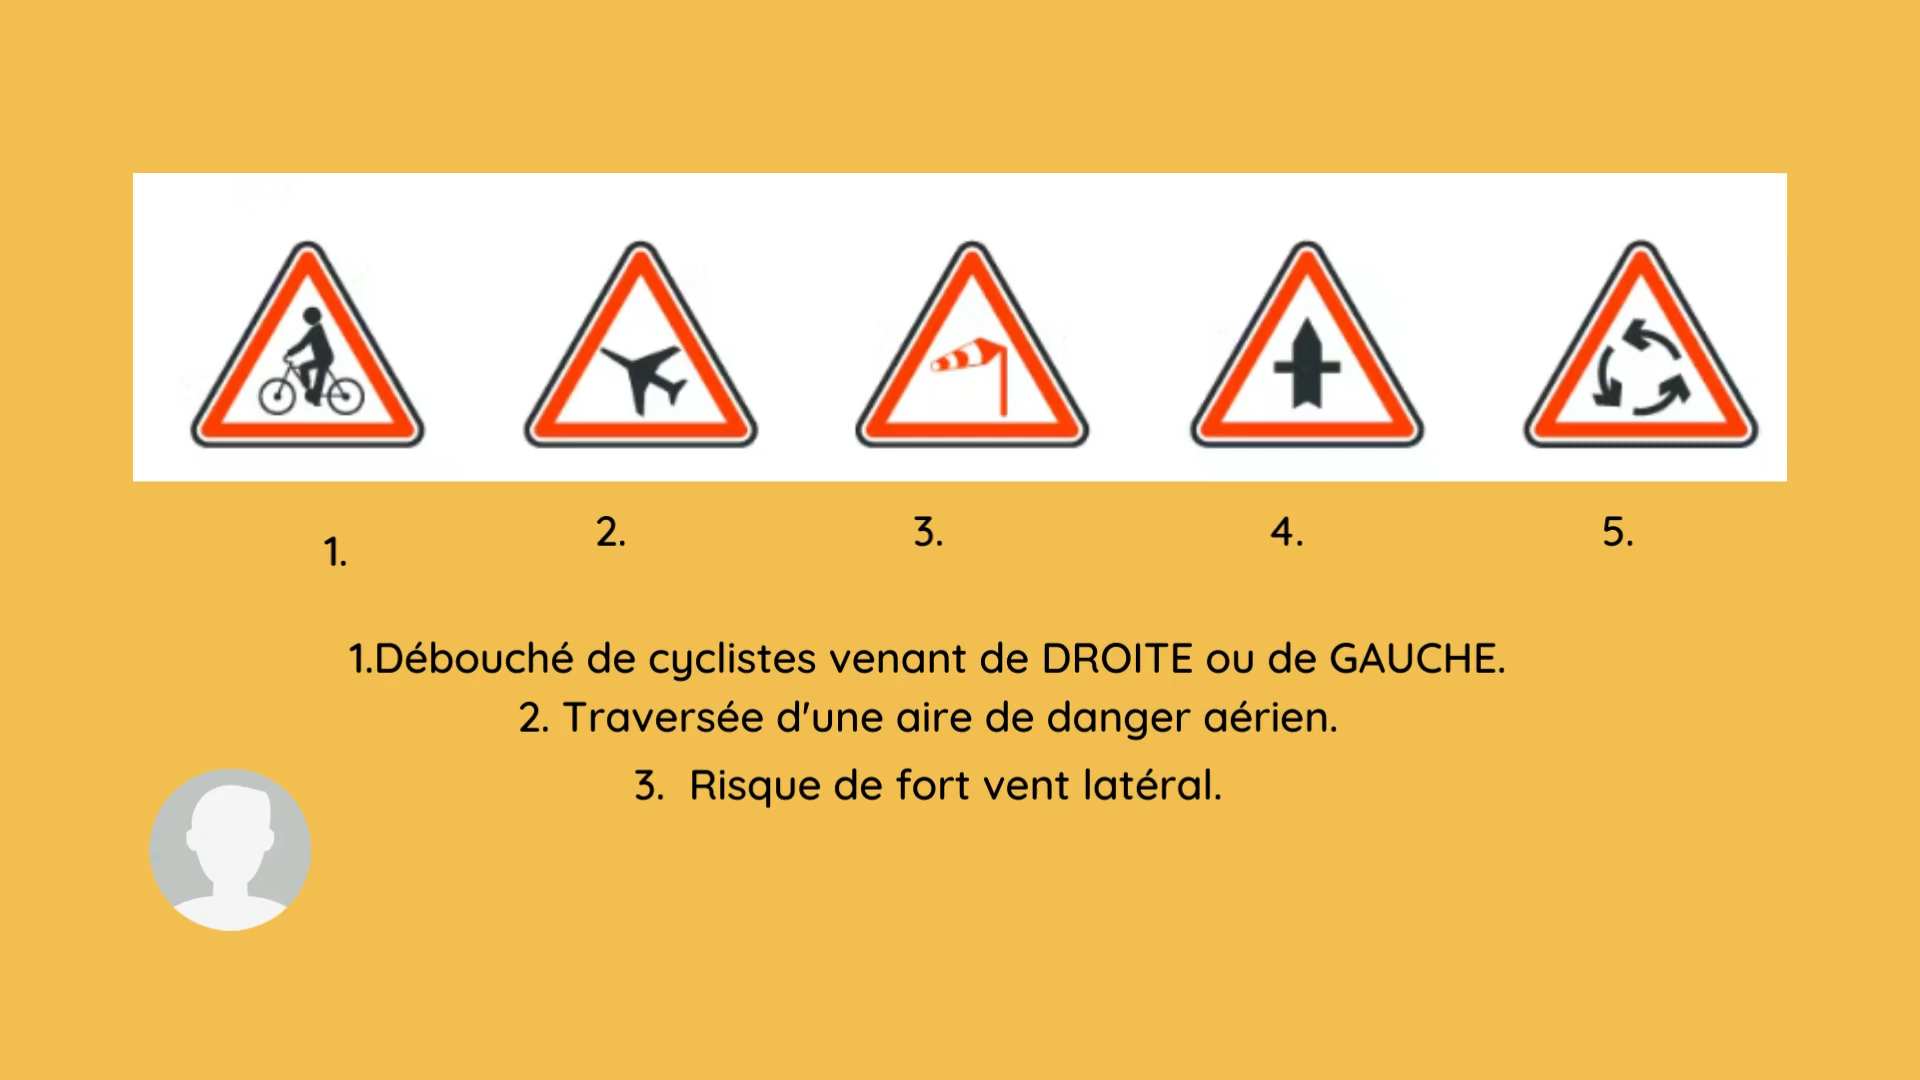 1.
2.
3.
4.
5.
1.Débouché de cyclistes venant de DROITE ou de GAUCHE.
2. Traversée d'une aire de danger aérien.
3. Risque de fort vent latéral.